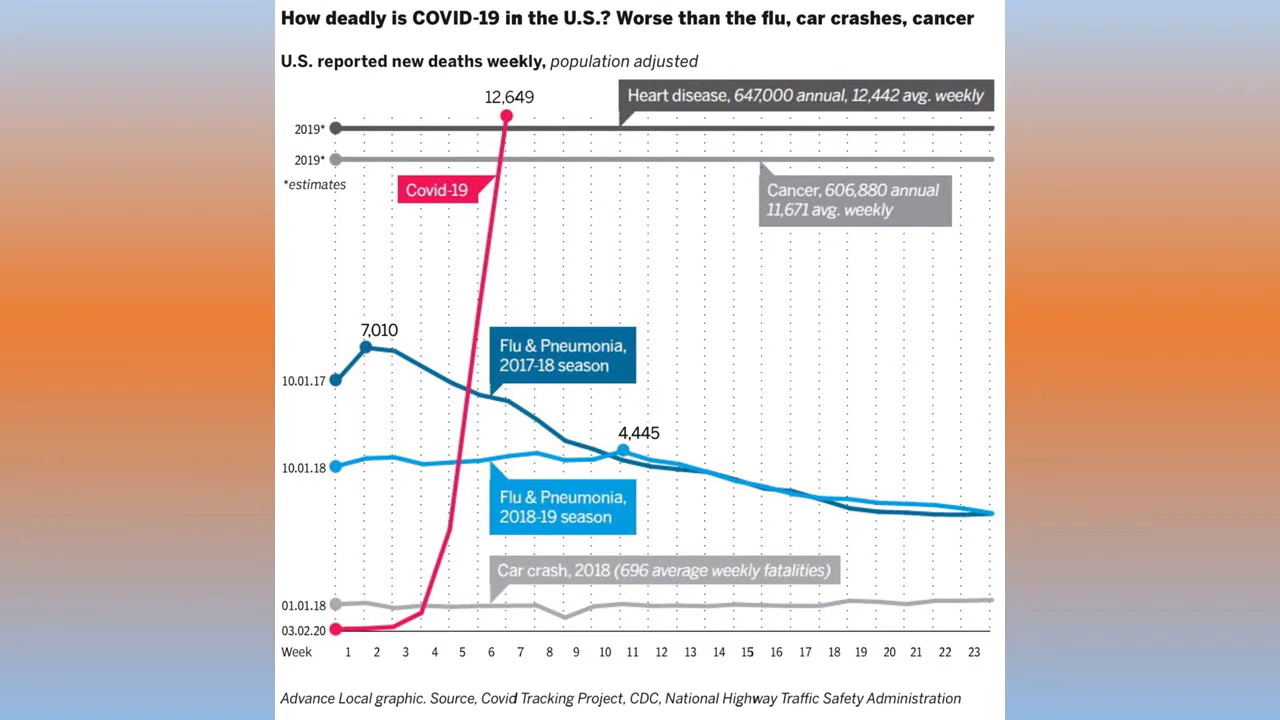 How deadly is COVID-19 in the U.S.? Worse than the flu, car crashes, cancer
U.S. reported new deaths weekly, population adjusted
12,649
Heart disease, 647,000 annual, 12,442 avg. weekly
2019*
2019*
*estimates
Covid-19
Cancer, 606,880 annual
11,671 avg. weekly
7,010
Flu & Pneumonia,
2017-18 season
10.01.17
4,445
10.01.18
Flu & Pneumonia,
2018-19 season
Car crash, 2018 (696 average weekly fatalities)
01.01.18
03.02.20
Week 1 2 3 4 5 6 7 8 9 10 11 12 13 14 15 16 17 18 19 20 21 22 23
Advance Local graphic. Source, Covid Tracking Project, CDC, National Highway Traffic Safety Administration